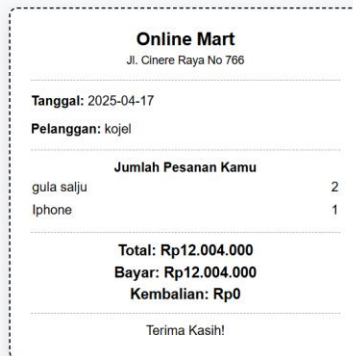 Online Mart
Jl. Cinere Raya No 766
Tanggal: 2025-04-17
Pelanggan: kojel
Jumlah Pesanan Kamu
gula salju 2
Iphone 1
Total: Rp12.004.000
Bayar: Rp12.004.000
Kembalian: Rp0
Terima Kasih!